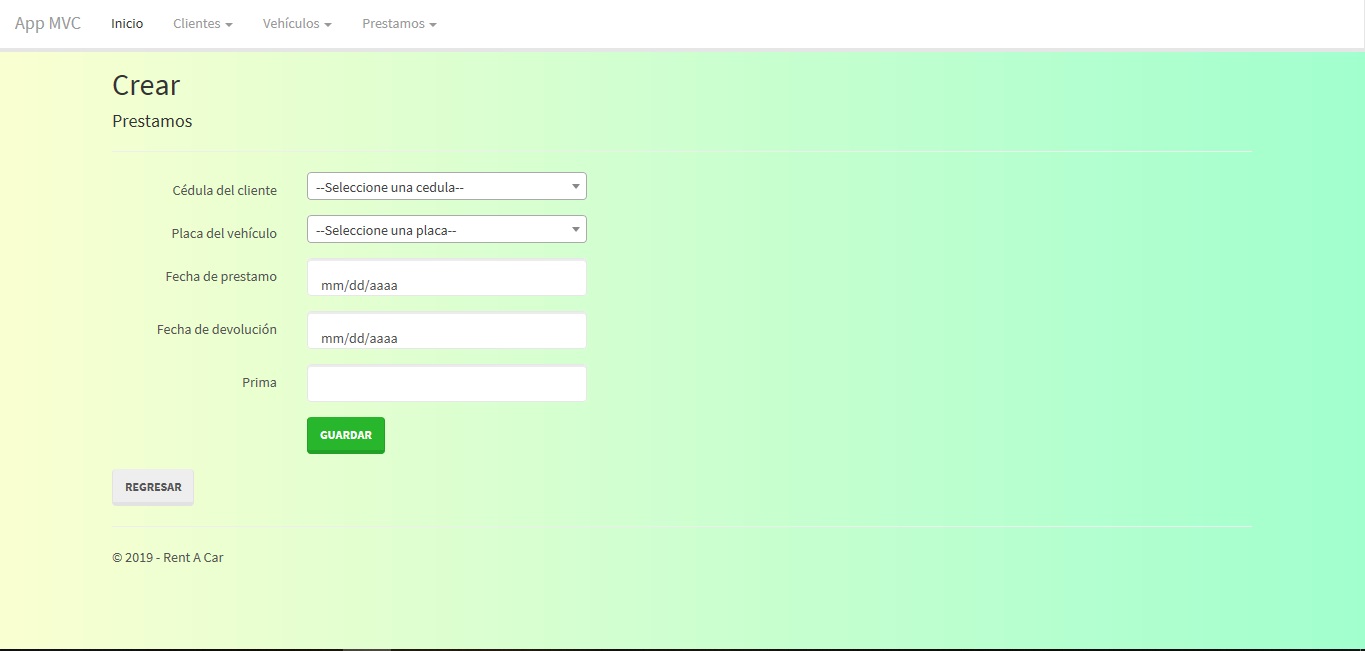 App MVC Inicio Clientes Vehículos Prestamos
Crear
Prestamos
Cédula del cliente --Seleccione una cedula--
Placa del vehículo --Seleccione una placa--
Fecha de prestamo mm/dd/aaaa
Fecha de devolución mm/dd/aaaa
Prima
GUARDAR
REGRESAR
© 2019 - Rent A Car